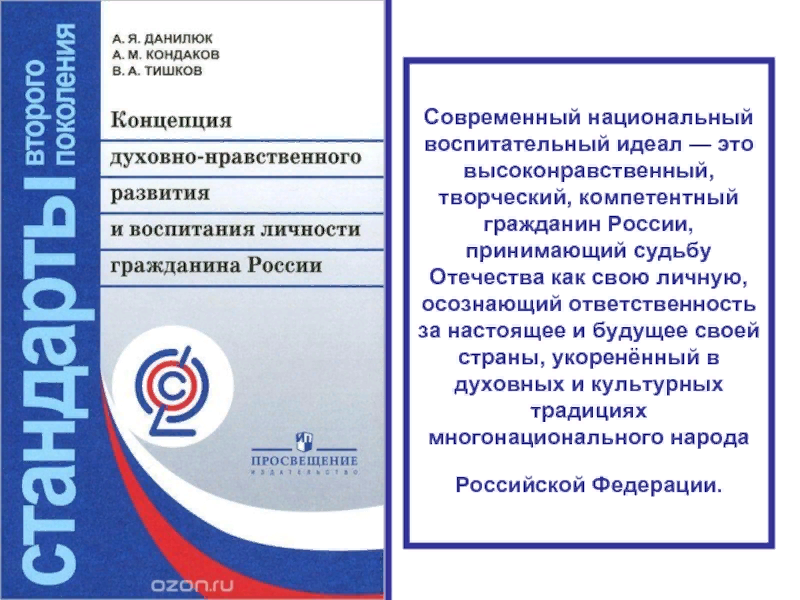 А. Я. ДАНИЛЮК
А. М. КОНДАКОВ
В. А. ТИШКОВ
Концепция
духовно-нравственного
развития
и воспитания личности
гражданина России
стандарты
второго
поколения
С
ПРОСВЕЩЕНИЕ
ИЗДАТЕЛЬСТВО
ozon.ru
Современный национальный
воспитательный идеал — это
высоконравственный,
творческий, компетентный
гражданин России,
принимающий судьбу
Отечества как свою личную,
осознающий ответственность
за настоящее и будущее своей
страны, укоренённый в
духовных и культурных
традициях
многонационального народа
Российской Федерации.